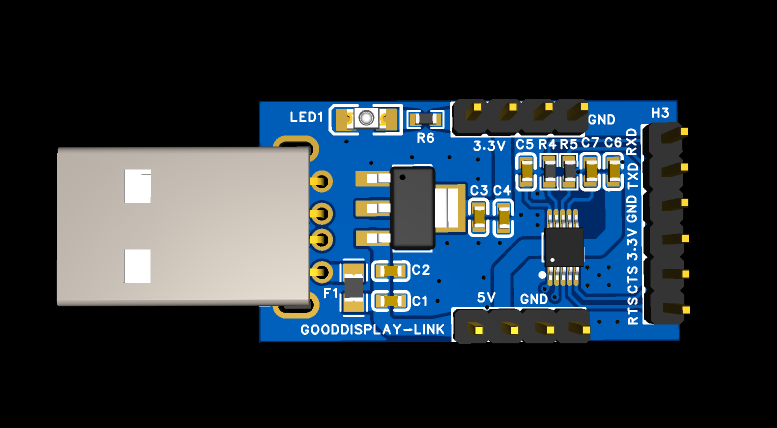 LED1
R6
3.3V
GND
H3
C5 R4 R5 C7 C6
RXD
TXD
GND
3.3V
CTS
RTS
C3 C4
C2
F1
C1
5V
GND
GOODDISPLAY-LINK